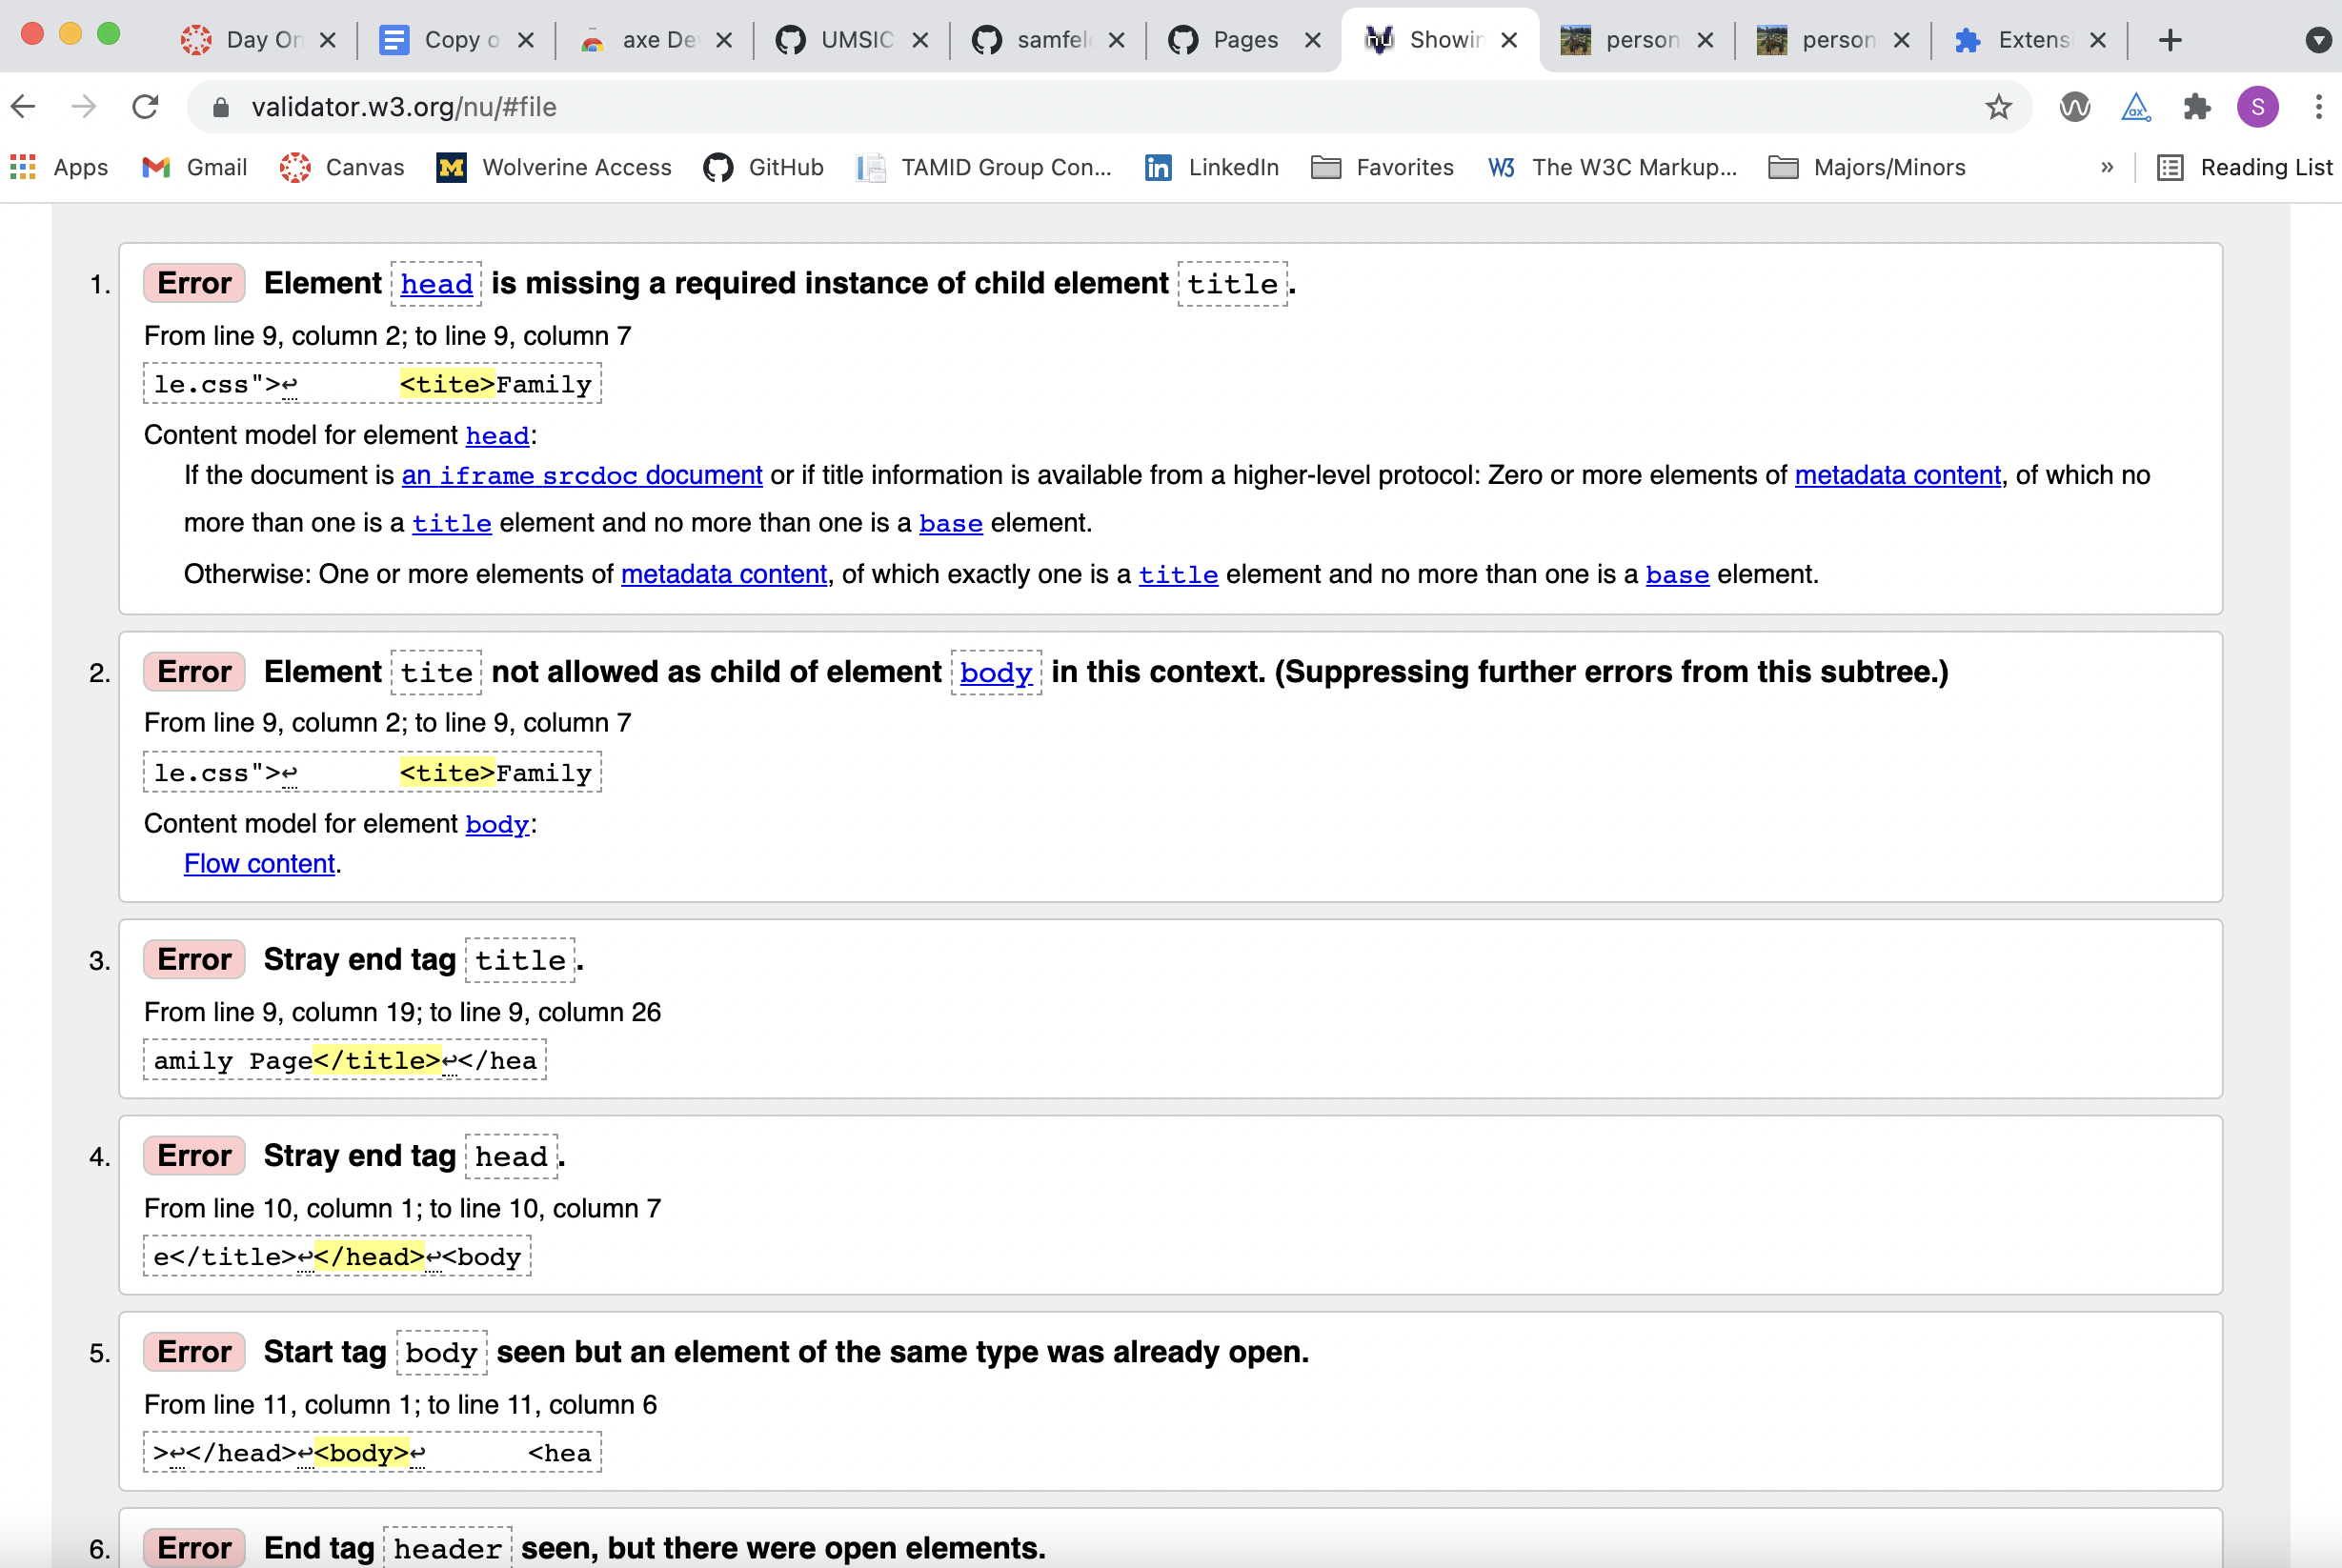 Day On
Copy o
axe De
UMSIC
samfel
Pages
Showin
person
person
Extens
validator.w3.org/nu/#file
S
Apps
Gmail
Canvas
M
Wolverine Access
GitHub
TAMID Group Con...
in
LinkedIn
Favorites
W3
The W3C Markup...
Majors/Minors
»
Reading List
1. Error Element head is missing a required instance of child element title.
From line 9, column 2; to line 9, column 7
le.css">↩ <tite>Family
Content model for element head:
If the document is an iframe srcdoc document or if title information is available from a higher-level protocol: Zero or more elements of metadata content, of which no
more than one is a title element and no more than one is a base element.
Otherwise: One or more elements of metadata content, of which exactly one is a title element and no more than one is a base element.
2. Error Element tite not allowed as child of element body in this context. (Suppressing further errors from this subtree.)
From line 9, column 2; to line 9, column 7
le.css">↩ <tite>Family
Content model for element body:
Flow content.
3. Error Stray end tag title.
From line 9, column 19; to line 9, column 26
amily Page</title>↩</hea
4. Error Stray end tag head.
From line 10, column 1; to line 10, column 7
e</title>↩</head>↩<body
5. Error Start tag body seen but an element of the same type was already open.
From line 11, column 1; to line 11, column 6
>↩</head>↩<body>↩ <hea
6. Error End tag header seen, but there were open elements.